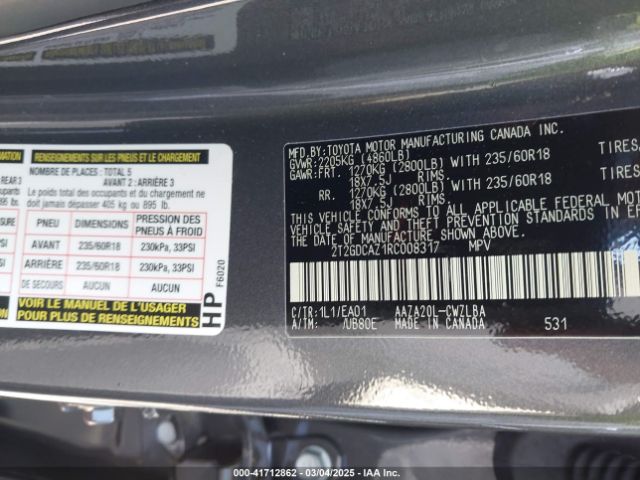 RENSEIGNEMENTS SUR LES PNEUS ET LE CHARGEMENT
NOMBRE DE PLACES: TOTAL 5
AVANT 2 : ARRIÈRE 3
Le poids total des occupants et du chargement ne
doit jamais dépasser 405 kg ou 895 lb.
PNEU DIMENSIONS PRESSION DES PNEUS À FROID
AVANT 235/60R18 230kPa, 33PSI
ARRIÈRE 235/60R18 230kPa, 33PSI
DE SECOURS AUCUN AUCUN
VOIR LE MANUEL DE L'USAGER
POUR PLUS DE RENSEIGNEMENTS
HP F6020
REAR 3
MFD.BY:TOYOTA MOTOR MANUFACTURING CANADA INC.
GVWR:2205KG (4860LB)
GAWR:FRT. 1270KG (2800LB) WITH 235/60R18 TIRES
18X7.5J RIMS.
RR. 1270KG (2800LB) WITH 235/60R18 TIRES
18X7.5J RIMS.
THIS VEHICLE CONFORMS TO ALL APPLICABLE FEDERAL MOTOR
VEHICLE SAFETY AND THEFT PREVENTION STANDARDS IN
THE DATE OF MANUFACTURE SHOWN ABOVE.
2T2GDCAZ1RC008317 MPV
C/TR:1L1/EA01 AAZA20L-CWZLBA
A/TM: /UB80E MADE IN CANADA 531
000-41712862 — 03/04/2025 — IAA Inc.